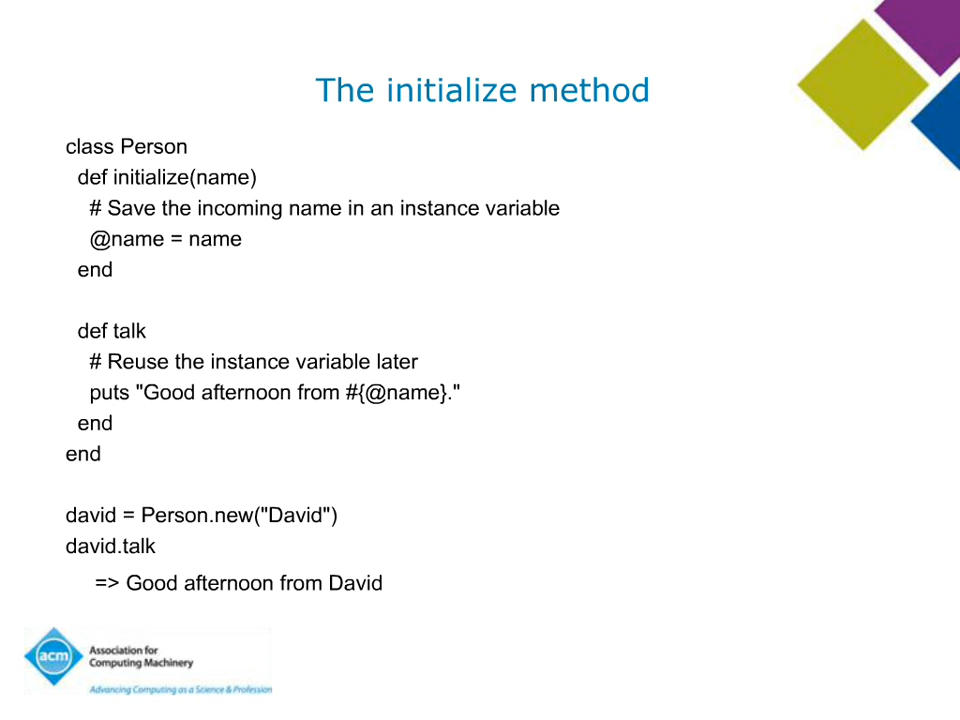 The initialize method
class Person
def initialize(name)
# Save the incoming name in an instance variable
@name = name
end
def talk
# Reuse the instance variable later
puts "Good afternoon from #{@name}."
end
end
david = Person.new("David")
david.talk
=> Good afternoon from David
acm
Association for
Computing Machinery
Advancing Computing as a Science & Profession